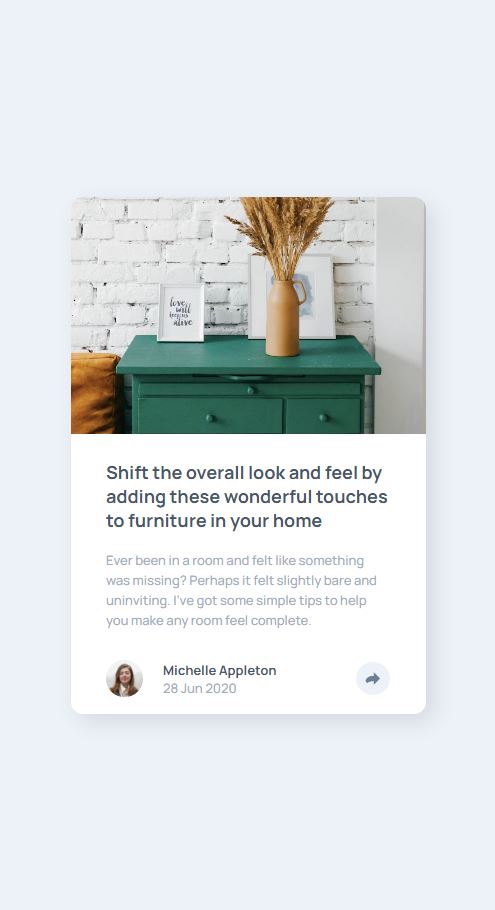 love
will
keep us
alive
Shift the overall look and feel by
adding these wonderful touches
to furniture in your home
Ever been in a room and felt like something
was missing? Perhaps it felt slightly bare and
uninviting. I've got some simple tips to help
you make any room feel complete.
Michelle Appleton
28 Jun 2020